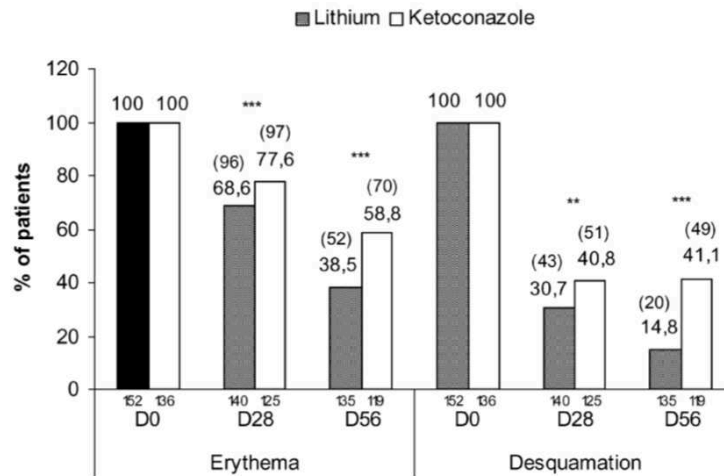 Lithium Ketoconazole
% of patients
120
100
80
60
40
20
0
100 100 *** 100 100
(96) (97)
68,6 77,6
*** (70)
(52) 58,8
38,5
** (51) *** (49)
(43) 40,8 41,1
30,7 (20)
14,8
152 136 140 125 135 119 152 136 140 125 135 119
D0 D28 D56 D0 D28 D56
Erythema Desquamation